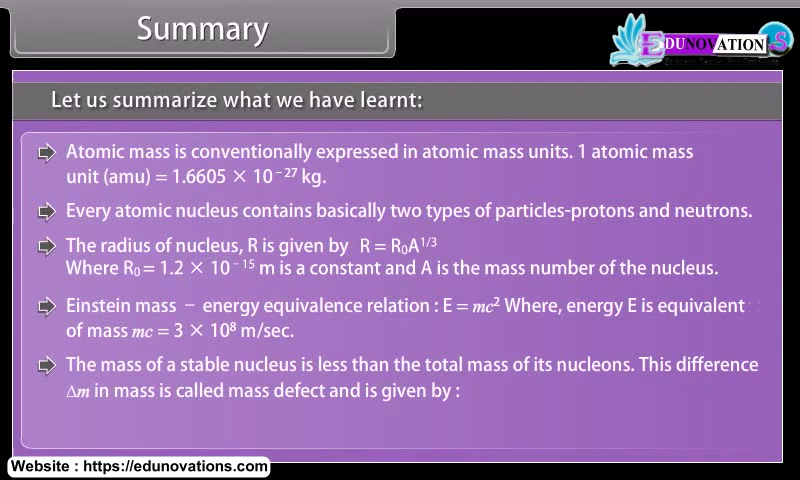 Summary
EDUNOVATION.S
Let us summarize what we have learnt:
Atomic mass is conventionally expressed in atomic mass units. 1 atomic mass
unit (amu) = 1.6605 × 10⁻²⁷ kg.
Every atomic nucleus contains basically two types of particles-protons and neutrons.
The radius of nucleus, R is given by R = R₀A¹/³
Where R₀ = 1.2 × 10⁻¹⁵ m is a constant and A is the mass number of the nucleus.
Einstein mass − energy equivalence relation : E = mc² Where, energy E is equivalent
of mass mc = 3 × 10⁸ m/sec.
The mass of a stable nucleus is less than the total mass of its nucleons. This difference
Δm in mass is called mass defect and is given by :
Website : https://edunovations.com